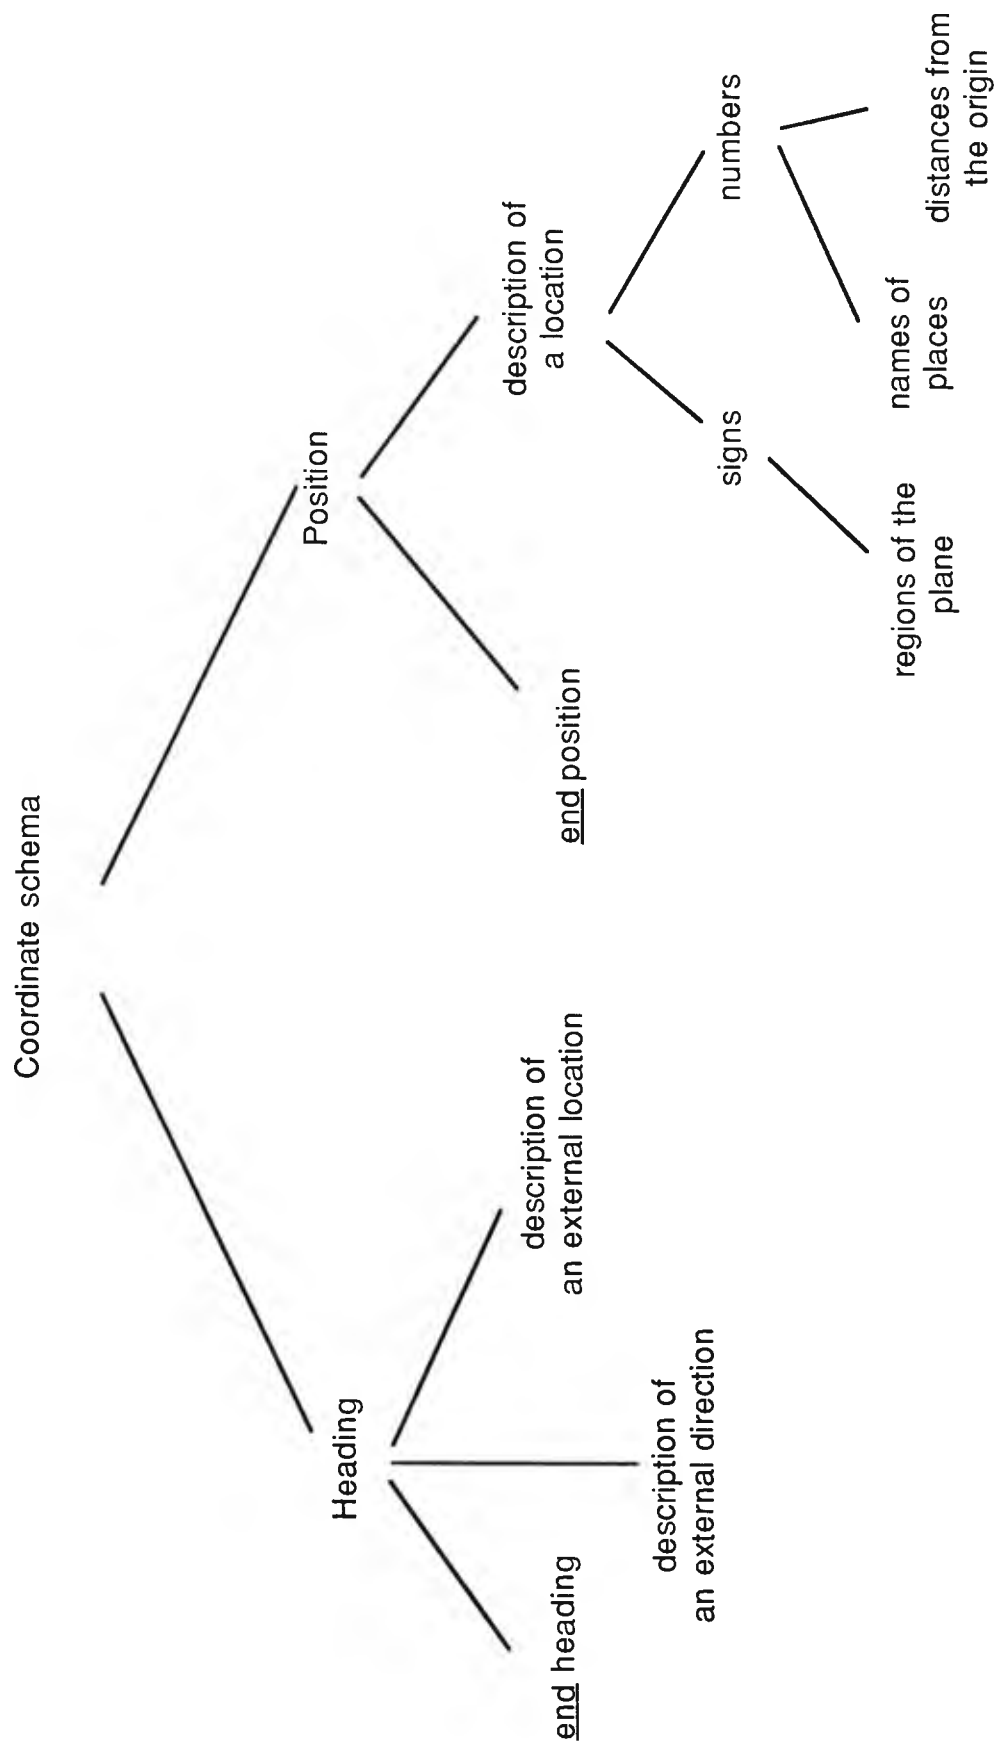 Coordinate schema
Heading
Position
end heading
description of
an external direction
description of
an external location
end position
description of
a location
signs
numbers
regions of the
plane
names of
places
distances from
the origin